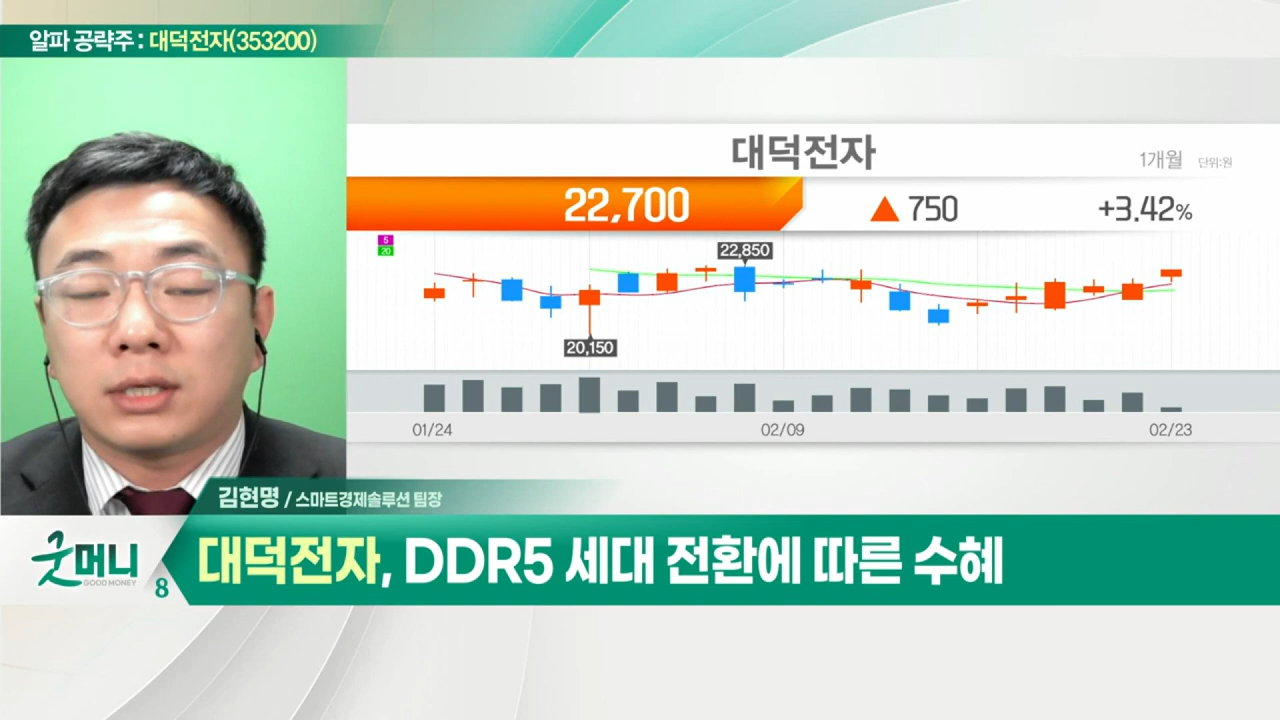 알파 공략주 : 대덕전자(353200)
대덕전자
1개월 단위:원
22,700 ▲ 750 +3.42%
5
20
22,850
20,150
01/24 02/09 02/23
김현명 / 스마트경제솔루션 팀장
굿머니
GOOD MONEY
8
대덕전자, DDR5 세대 전환에 따른 수혜